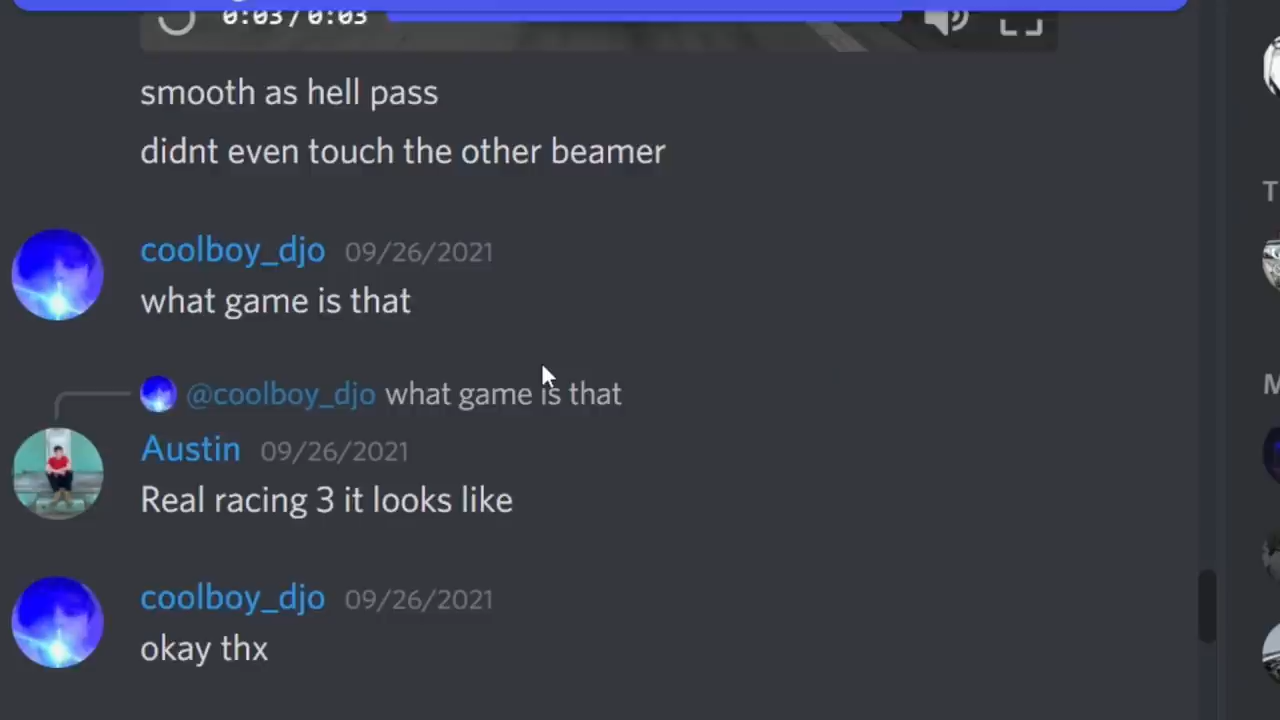 0:03 / 0:03
smooth as hell pass
didnt even touch the other beamer
coolboy_djo 09/26/2021
what game is that
@coolboy_djo what game is that
Austin 09/26/2021
Real racing 3 it looks like
coolboy_djo 09/26/2021
okay thx
T
M